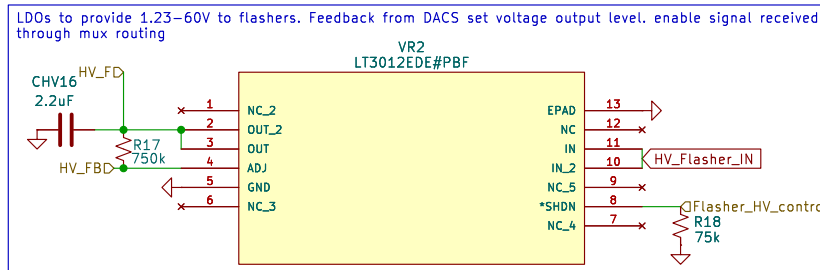 LDOs to provide 1.23-60V to flashers. Feedback from DACS set voltage output level. enable signal received
through mux routing
VR2
LT3012EDE#PBF
HV_F
CHV16
2.2uF
R17
750k
HV_FB
1 NC_2
2 OUT_2
3 OUT
4 ADJ
5 GND
6 NC_3
EPAD 13
NC 12
IN 11
IN_2 10
NC_5 9
*SHDN 8
NC_4 7
HV_Flasher_IN
Flasher_HV_contro
R18
75k